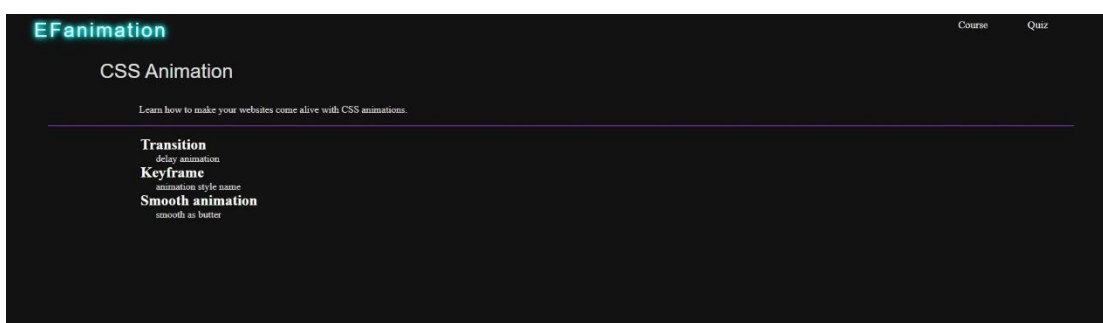 EFanimation
Course
Quiz
CSS Animation
Learn how to make your websites come alive with CSS animations.
Transition
delay animation
Keyframe
animation style name
Smooth animation
smooth as butter